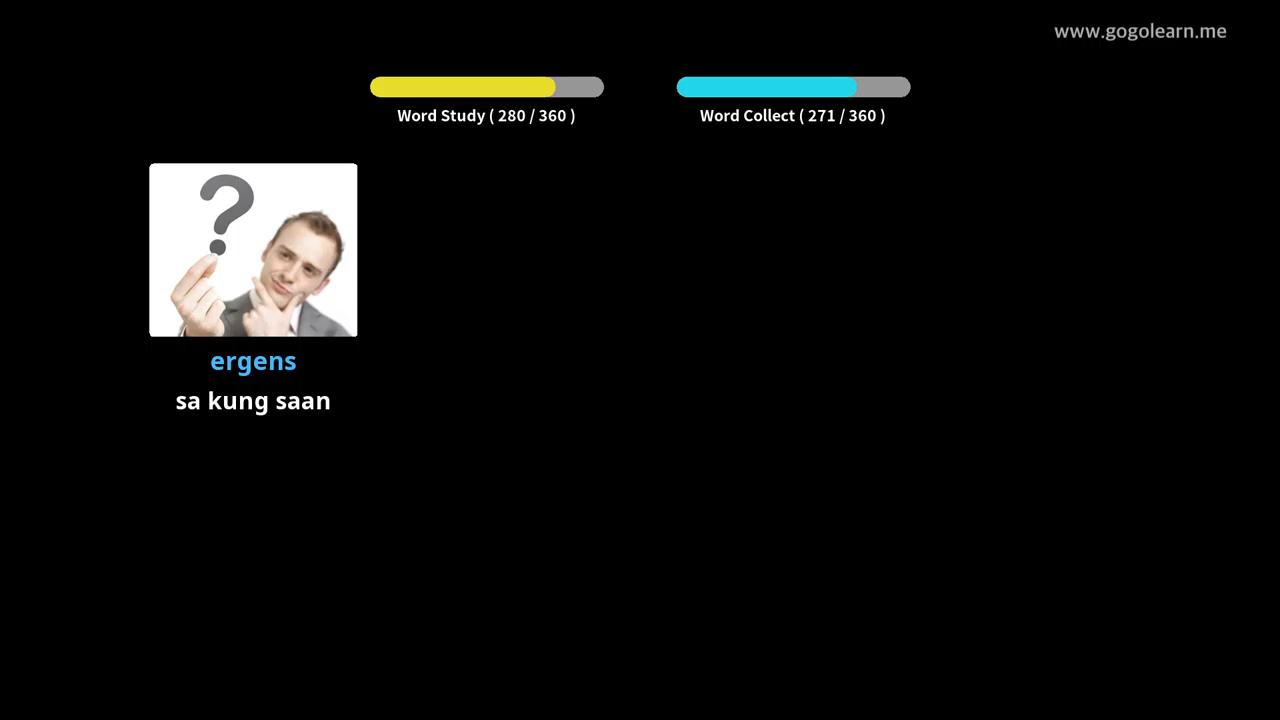 www.gogolearn.me
Word Study ( 280 / 360 )
Word Collect ( 271 / 360 )
?
ergens
sa kung saan